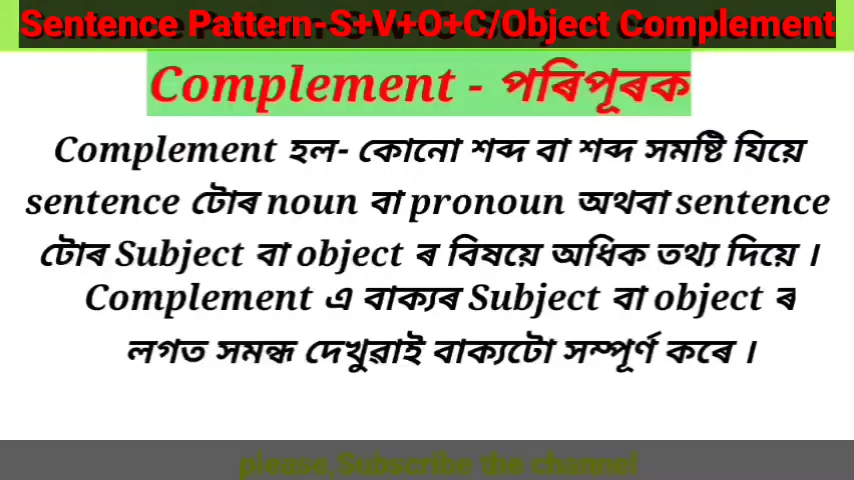 Sentence Pattern-S+V+O+C/Object Complement
Complement - পৰিপূৰক
Complement হল- কোনো শব্দ বা শব্দ সমষ্টি যিয়ে
sentence টোৰ noun বা pronoun অথবা sentence
টোৰ Subject বা object ৰ বিষয়ে অধিক তথ্য দিয়ে ।
Complement এ বাক্যৰ Subject বা object ৰ
লগত সমন্ধ দেখুৱাই বাক্যটো সম্পূৰ্ণ কৰে ।
please,Subscribe the channel